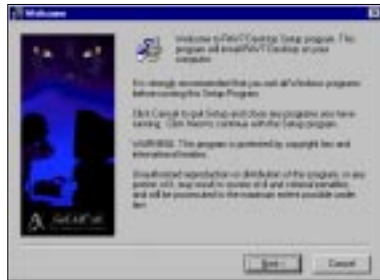 Welcome
Welcome to RAVT Desktop Setup program. This
program will install RAVT Desktop on your
computer.
It is strongly recommended that you exit all Windows programs
before running this Setup Program.
Click Cancel to quit Setup and close any programs you have
running. Click Next to continue with the Setup program.
WARNING: This program is protected by copyright law and
international treaties.
Unauthorized reproduction or distribution of this program, or any
portion of it, may result in severe civil and criminal penalties,
and will be prosecuted to the maximum extent possible under
law.
Next >
Cancel